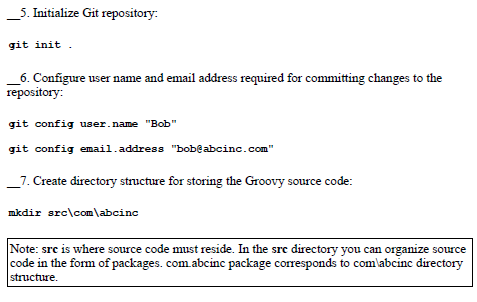 __5. Initialize Git repository:
git init .
__6. Configure user name and email address required for committing changes to the
repository:
git config user.name "Bob"
git config email.address "bob@abcinc.com"
__7. Create directory structure for storing the Groovy source code:
mkdir src\com\abcinc
Note: src is where source code must reside. In the src directory you can organize source
code in the form of packages. com.abcinc package corresponds to com\abcinc directory
structure.